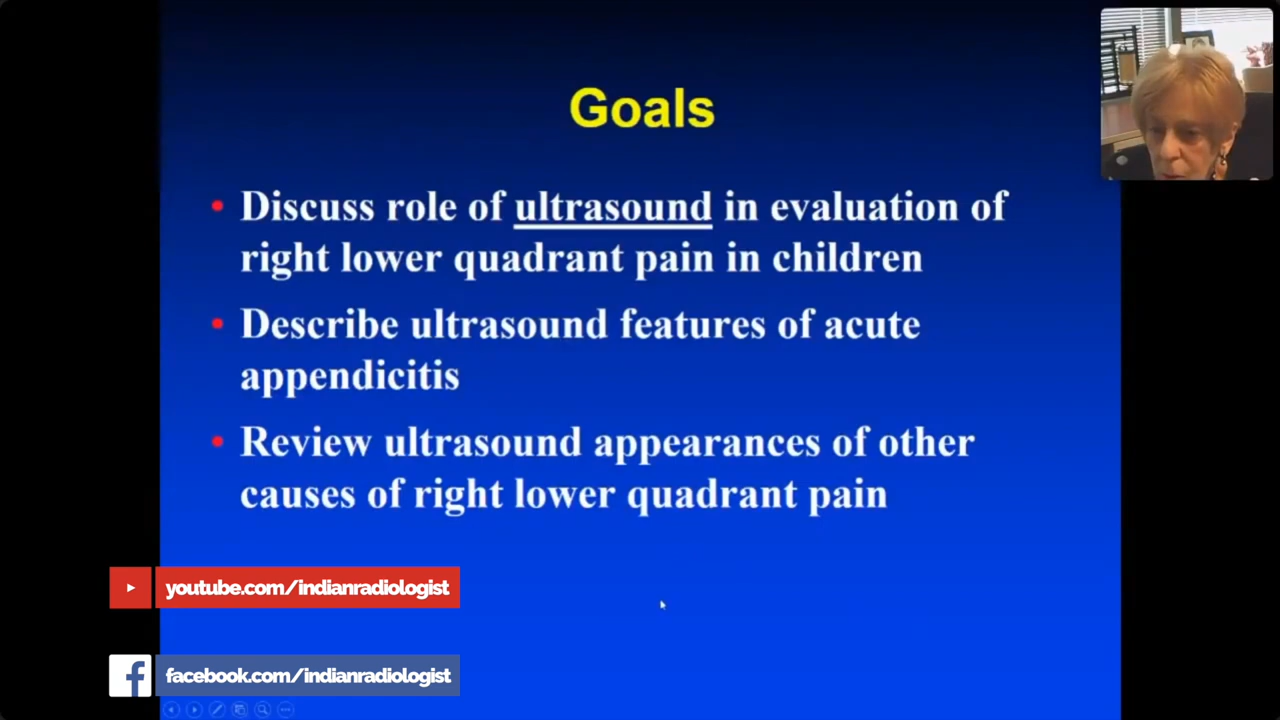 Goals
• Discuss role of ultrasound in evaluation of
right lower quadrant pain in children
• Describe ultrasound features of acute
appendicitis
• Review ultrasound appearances of other
causes of right lower quadrant pain
youtube.com/indianradiologist
facebook.com/indianradiologist